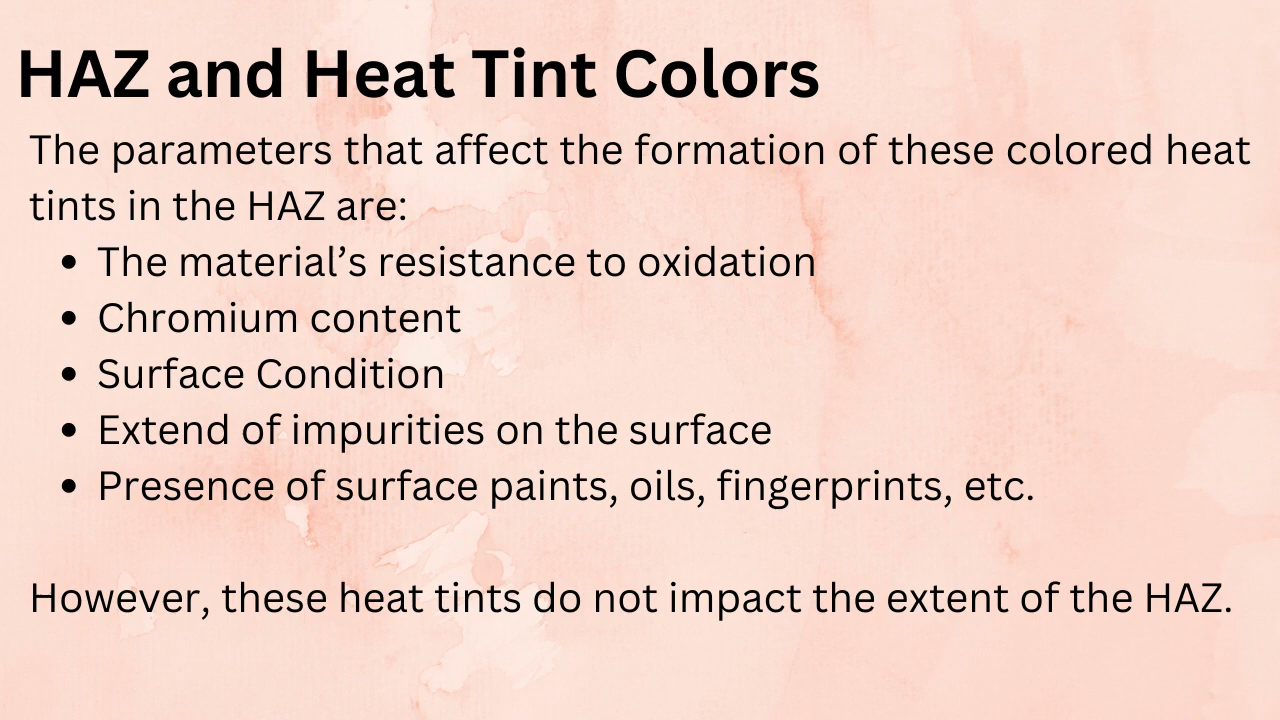 HAZ and Heat Tint Colors
The parameters that affect the formation of these colored heat
tints in the HAZ are:
• The material’s resistance to oxidation
• Chromium content
• Surface Condition
• Extend of impurities on the surface
• Presence of surface paints, oils, fingerprints, etc.
However, these heat tints do not impact the extent of the HAZ.